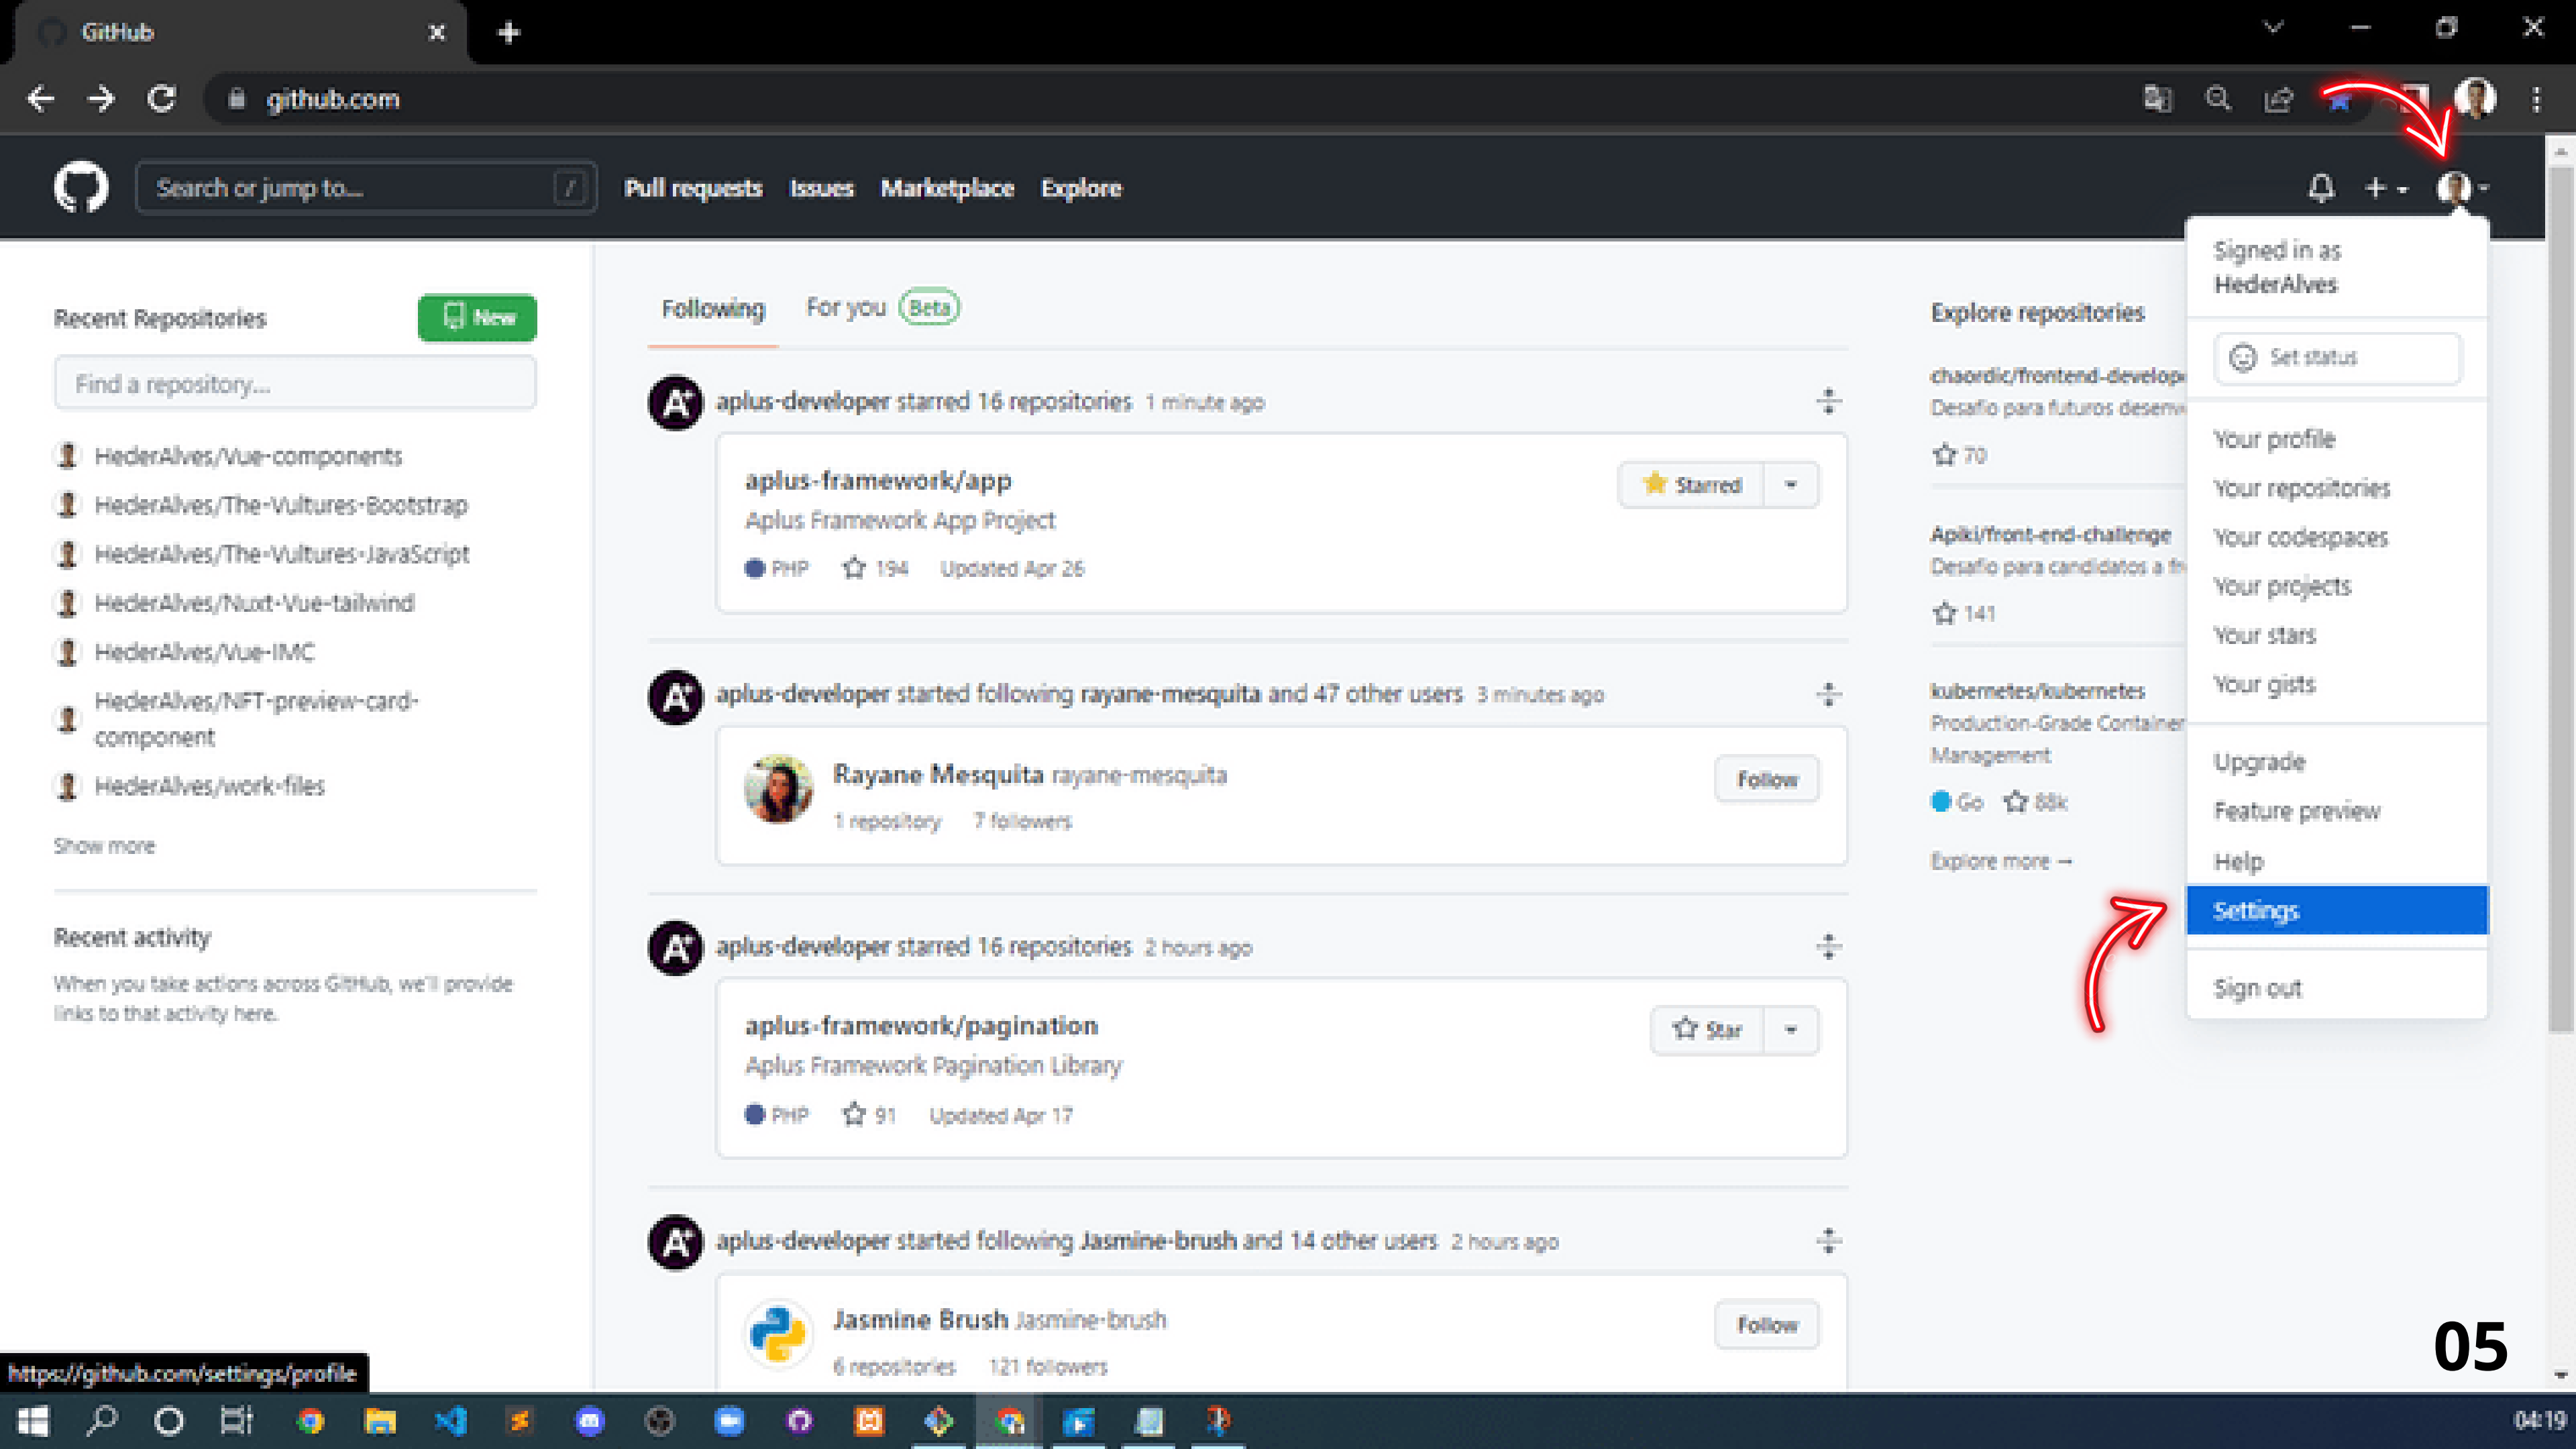 GitHub
github.com
Search or jump to...
/
Pull requests Issues Marketplace Explore
Signed in as
HederAlves
Set status
Your profile
Your repositories
Your codespaces
Your projects
Your stars
Your gists
Upgrade
Feature preview
Help
Settings
Sign out
Recent Repositories
New
Find a repository...
HederAlves/Vue-components
HederAlves/The-Vultures-Bootstrap
HederAlves/The-Vultures-JavaScript
HederAlves/Nuxt-Vue-tailwind
HederAlves/Vue-IMC
HederAlves/NFT-preview-card-
component
HederAlves/work-files
Show more
Recent activity
When you take actions across GitHub, we'll provide
links to that activity here.
Following For you Beta
aplus-developer starred 16 repositories 1 minute ago
aplus-framework/app
Starred
Aplus Framework App Project
PHP 194 Updated Apr 26
aplus-developer started following rayane-mesquita and 47 other users 3 minutes ago
Rayane Mesquita rayane-mesquita
Follow
1 repository 7 followers
aplus-developer starred 16 repositories 2 hours ago
aplus-framework/pagination
Star
Aplus Framework Pagination Library
PHP 91 Updated Apr 17
aplus-developer started following Jasmine-brush and 14 other users 2 hours ago
Jasmine Brush Jasmine-brush
Follow
6 repositories 121 followers
Explore repositories
chaordic/frontend-develop
Desafio para futuros
70
Apiki/front-end-challenge
Desafio para candidatos a
141
kubernetes/kubernetes
Production-Grade Container
Management
Go 88k
Explore more →
https://github.com/settings/profile
05
04:19